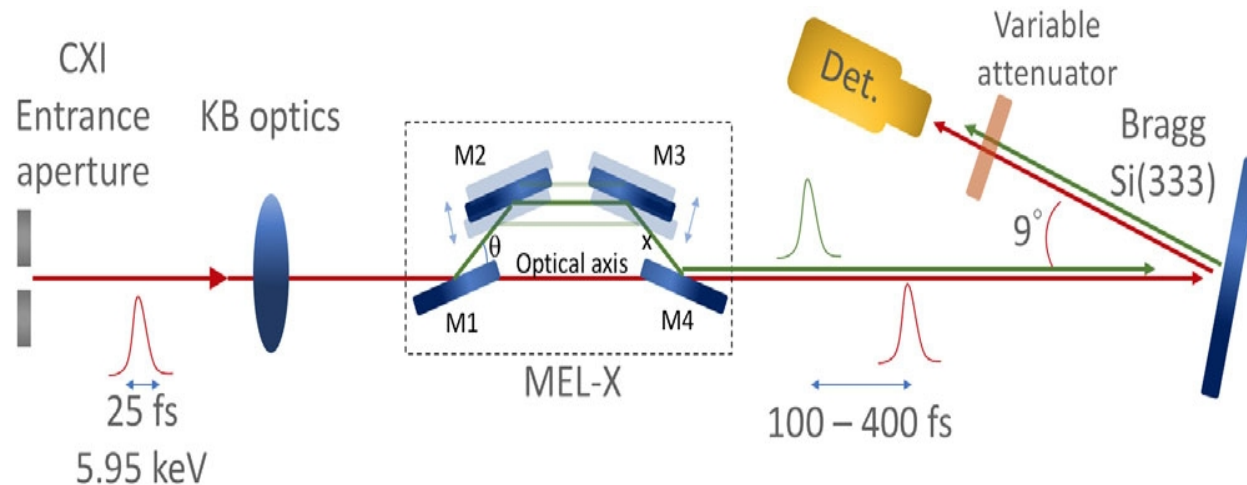 CXI
Entrance
aperture
KB optics
M2
M3
θ
x
Optical axis
M1
M4
MEL-X
25 fs
5.95 keV
100 – 400 fs
Det.
Variable
attenuator
Bragg
Si(333)
9°